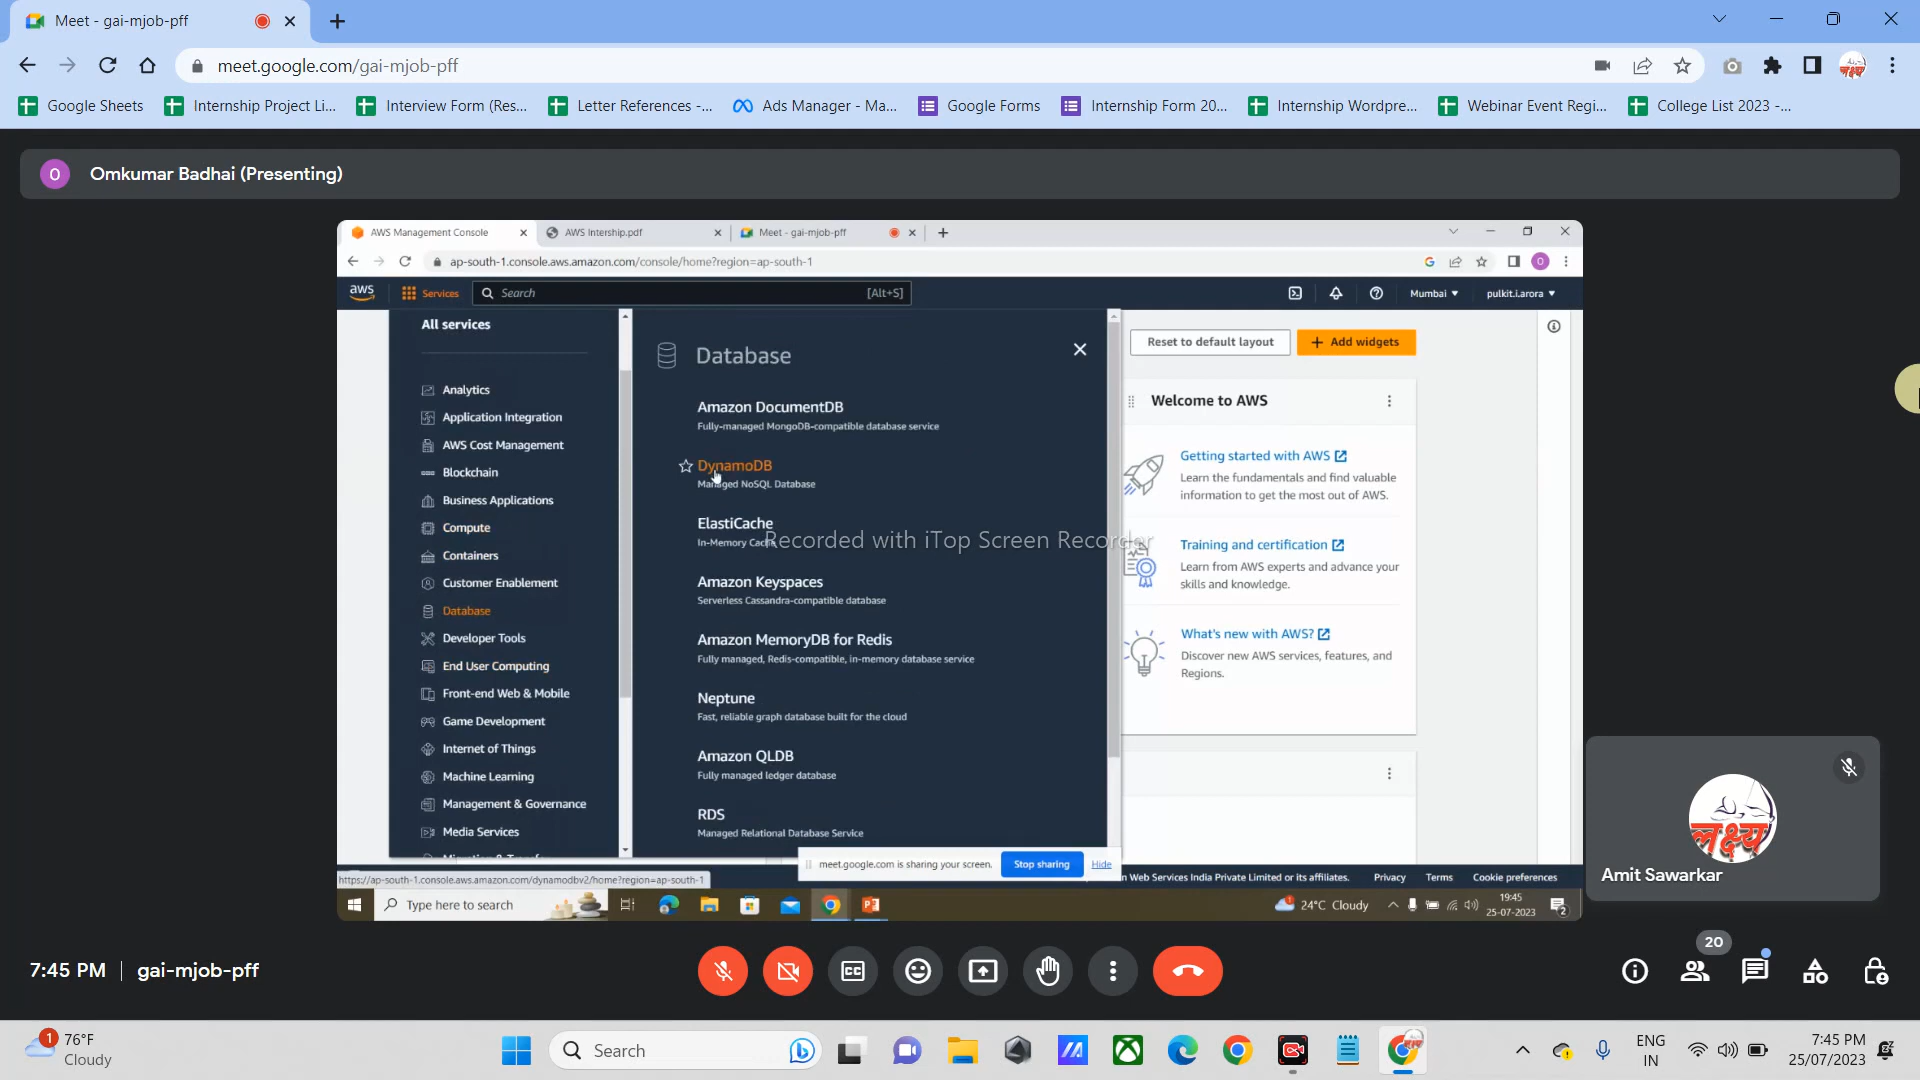 Meet - gai-mjob-pff
meet.google.com/gai-mjob-pff
Google Sheets
Internship Project Li...
Interview Form (Res...
Letter References -...
Ads Manager - Ma...
Google Forms
Internship Form 20...
Internship Wordpre...
Webinar Event Regi...
College List 2023 -...
O
Omkumar Badhai (Presenting)
AWS Management Console
AWS Intership.pdf
Meet - gai-mjob-pff
ap-south-1.console.aws.amazon.com/console/home?region=ap-south-1
G
O
aws
Services
Search
[Alt+S]
Mumbai
pulkit.i.arora
All services
Analytics
Application Integration
AWS Cost Management
Blockchain
Business Applications
Compute
Containers
Customer Enablement
Database
Developer Tools
End User Computing
Front-end Web & Mobile
Game Development
Internet of Things
Machine Learning
Management & Governance
Media Services
Database
Amazon DocumentDB
Fully-managed MongoDB-compatible database service
DynamoDB
Managed NoSQL Database
ElastiCache
In-Memory Cache
Amazon Keyspaces
Serverless Cassandra-compatible database
Amazon MemoryDB for Redis
Fully managed, Redis-compatible, in-memory database service
Neptune
Fast, reliable graph database built for the cloud
Amazon QLDB
Fully managed ledger database
RDS
Managed Relational Database Service
Recorded with iTop Screen Recorder
Reset to default layout
Add widgets
Welcome to AWS
Getting started with AWS
Learn the fundamentals and find valuable
information to get the most out of AWS.
Training and certification
Learn from AWS experts and advance your
skills and knowledge.
What's new with AWS?
Discover new AWS services, features, and
Regions.
meet.google.com is sharing your screen.
Stop sharing
Hide
https://ap-south-1.console.aws.amazon.com/dynamodbv2/home?region=ap-south-1
Web Services India Private Limited or its affiliates.
Privacy
Terms
Cookie preferences
Type here to search
24°C Cloudy
19:45
25-07-2023
2
लक्ष्य
Amit Sawarkar
7:45 PM
gai-mjob-pff
CC
20
1
76°F
Cloudy
Search
ENG
IN
7:45 PM
25/07/2023